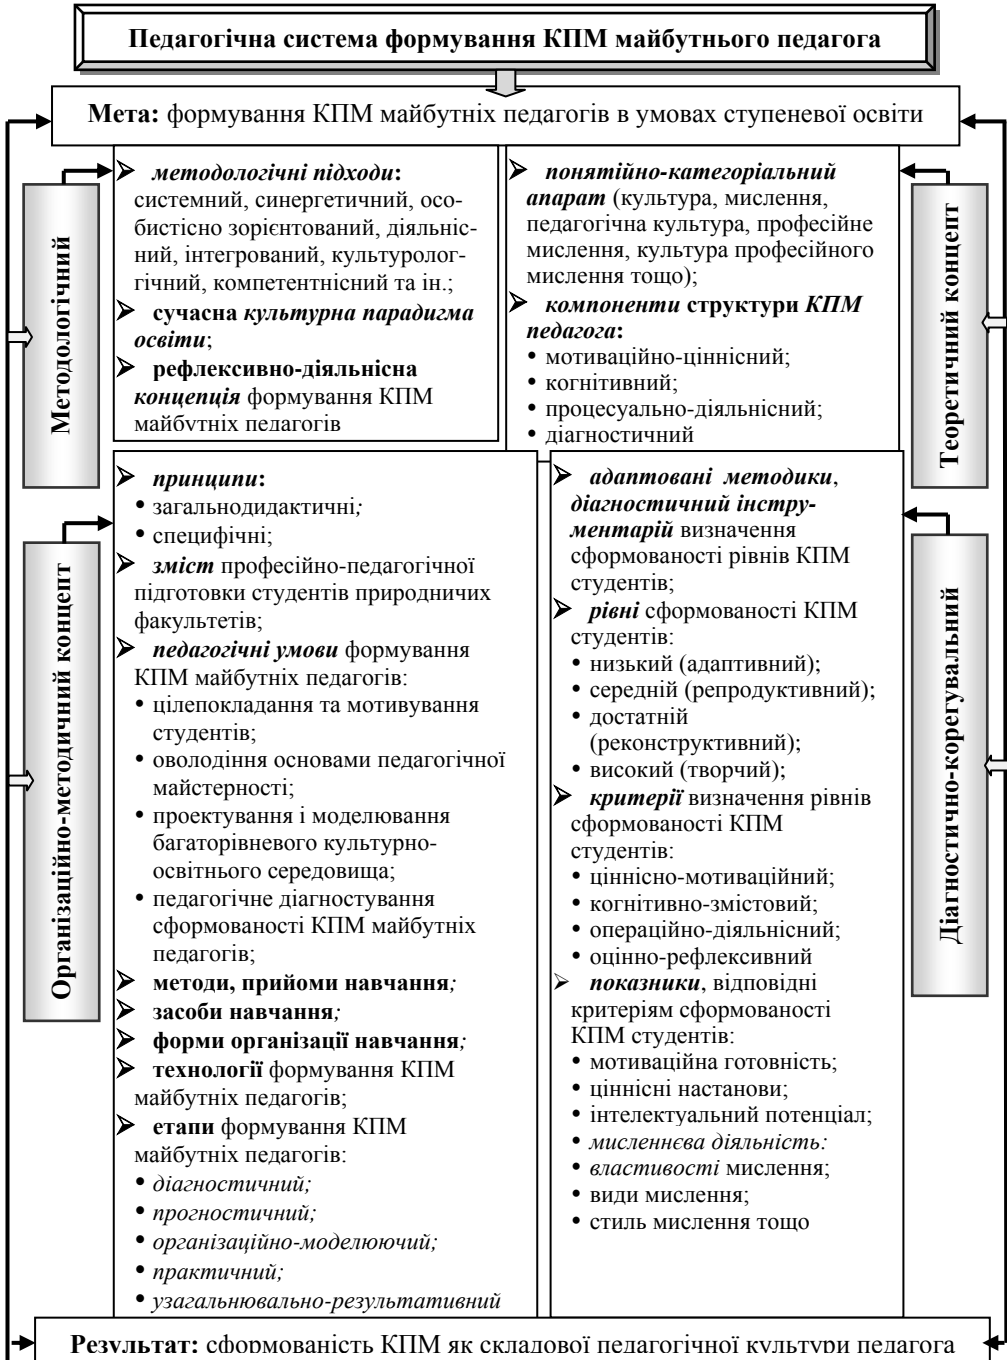 Педагогічна система формування КПМ майбутнього педагога
Мета: формування КПМ майбутніх педагогів в умовах ступеневої освіти
Методологічний
➢ методологічні підходи:
системний, синергетичний, осо-
бистісно зорієнтований, діяльніс-
ний, інтегрований, культуролог-
гічний, компетентнісний та ін.;
➢ сучасна культурна парадигма
освіти;
➢ рефлексивно-діяльнісна
концепція формування КПМ
майбутніх педагогів
➢ понятійно-категоріальний
апарат (культура, мислення,
педагогічна культура, професійне
мислення, культура професійного
мислення тощо);
➢ компоненти структури КПМ
педагога:
• мотиваційно-ціннісний;
• когнітивний;
• процесуально-діяльнісний;
• діагностичний
Теоретичний концепт
Організаційно-методичний концепт
➢ принципи:
• загальнодидактичні;
• специфічні;
➢ зміст професійно-педагогічної
підготовки студентів природничих
факультетів;
➢ педагогічні умови формування
КПМ майбутніх педагогів:
• цілепокладання та мотивування
студентів;
• оволодіння основами педагогічної
майстерності;
• проектування і моделювання
багаторівневого культурно-
освітнього середовища;
• педагогічне діагностування
сформованості КПМ майбутніх
педагогів;
➢ методи, прийоми навчання;
➢ засоби навчання;
➢ форми організації навчання;
➢ технології формування КПМ
майбутніх педагогів;
➢ етапи формування КПМ
майбутніх педагогів:
• діагностичний;
• прогностичний;
• організаційно-моделюючий;
• практичний;
• узагальнювально-результативний
➢ адаптовані методики,
діагностичний інстру-
ментарій визначення
сформованості рівнів КПМ
студентів;
➢ рівні сформованості КПМ
студентів:
• низький (адаптивний);
• середній (репродуктивний);
• достатній
(реконструктивний);
• високий (творчий);
➢ критерії визначення рівнів
сформованості КПМ
студентів:
• ціннісно-мотиваційний;
• когнітивно-змістовий;
• операційно-діяльнісний;
• оцінно-рефлексивний
➢ показники, відповідні
критеріям сформованості
КПМ студентів:
• мотиваційна готовність;
• ціннісні настанови;
• інтелектуальний потенціал;
• мисленнєва діяльність:
• властивості мислення;
• види мислення;
• стиль мислення тощо
Діагностично-корегувальний
Результат: сформованість КПМ як складової педагогічної культури педагога